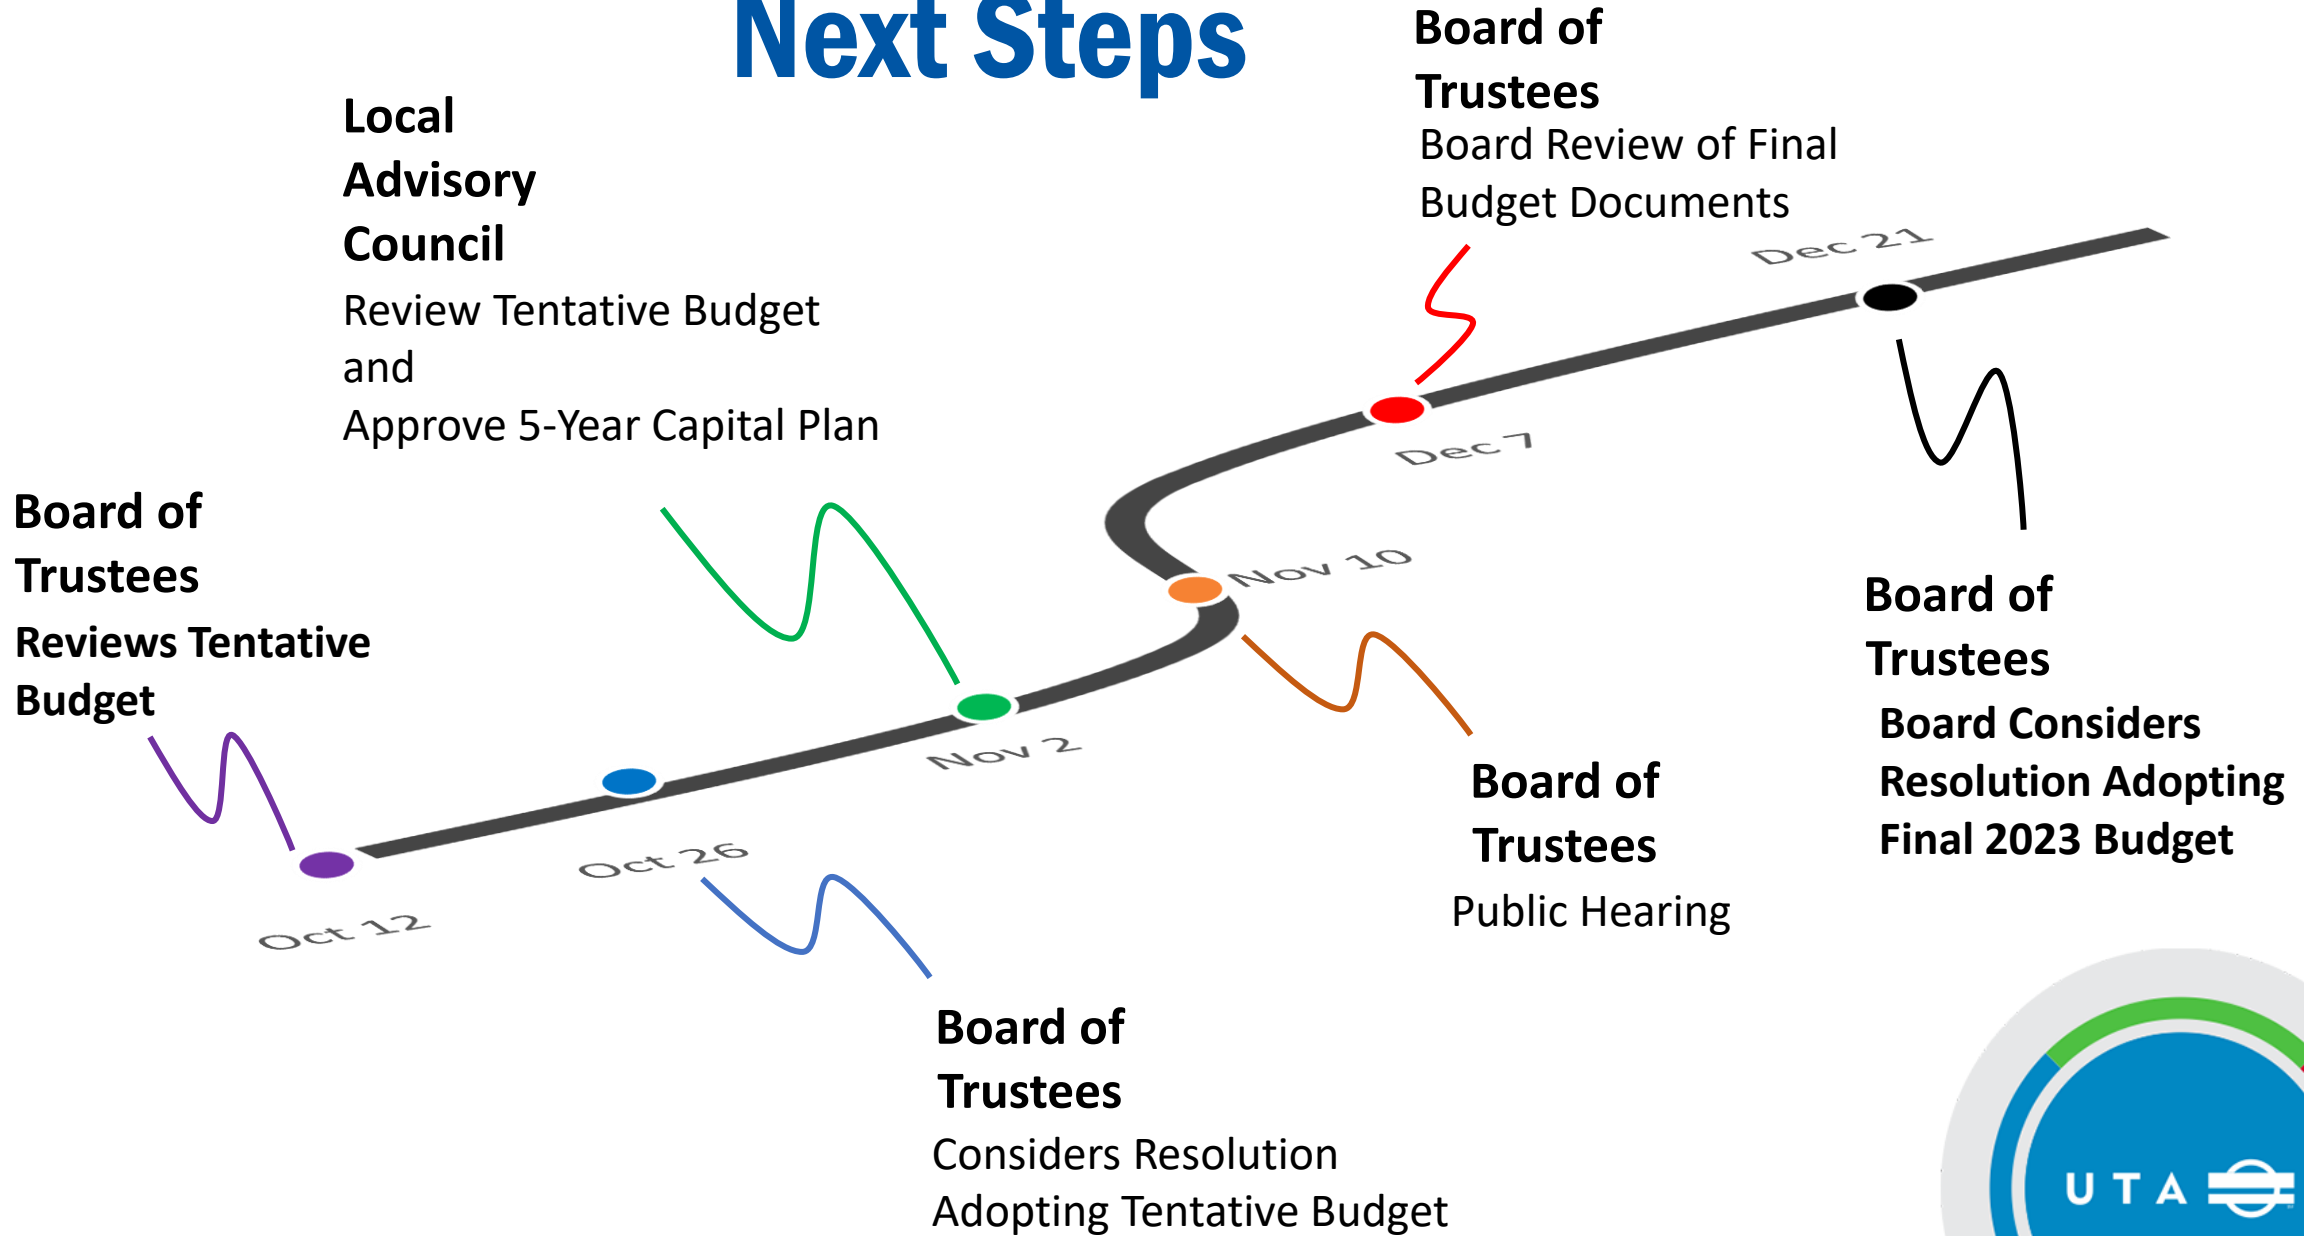 Next Steps
Local
Advisory
Council
Review Tentative Budget
and
Approve 5-Year Capital Plan
Board of
Trustees
Board Review of Final
Budget Documents
Dec 21
Board of
Trustees
Reviews Tentative
Budget
Dec 7
Nov 10
Nov 2
Oct 26
Oct 12
Board of
Trustees
Board Considers
Resolution Adopting
Final 2023 Budget
Board of
Trustees
Public Hearing
Board of
Trustees
Considers Resolution
Adopting Tentative Budget
UTA